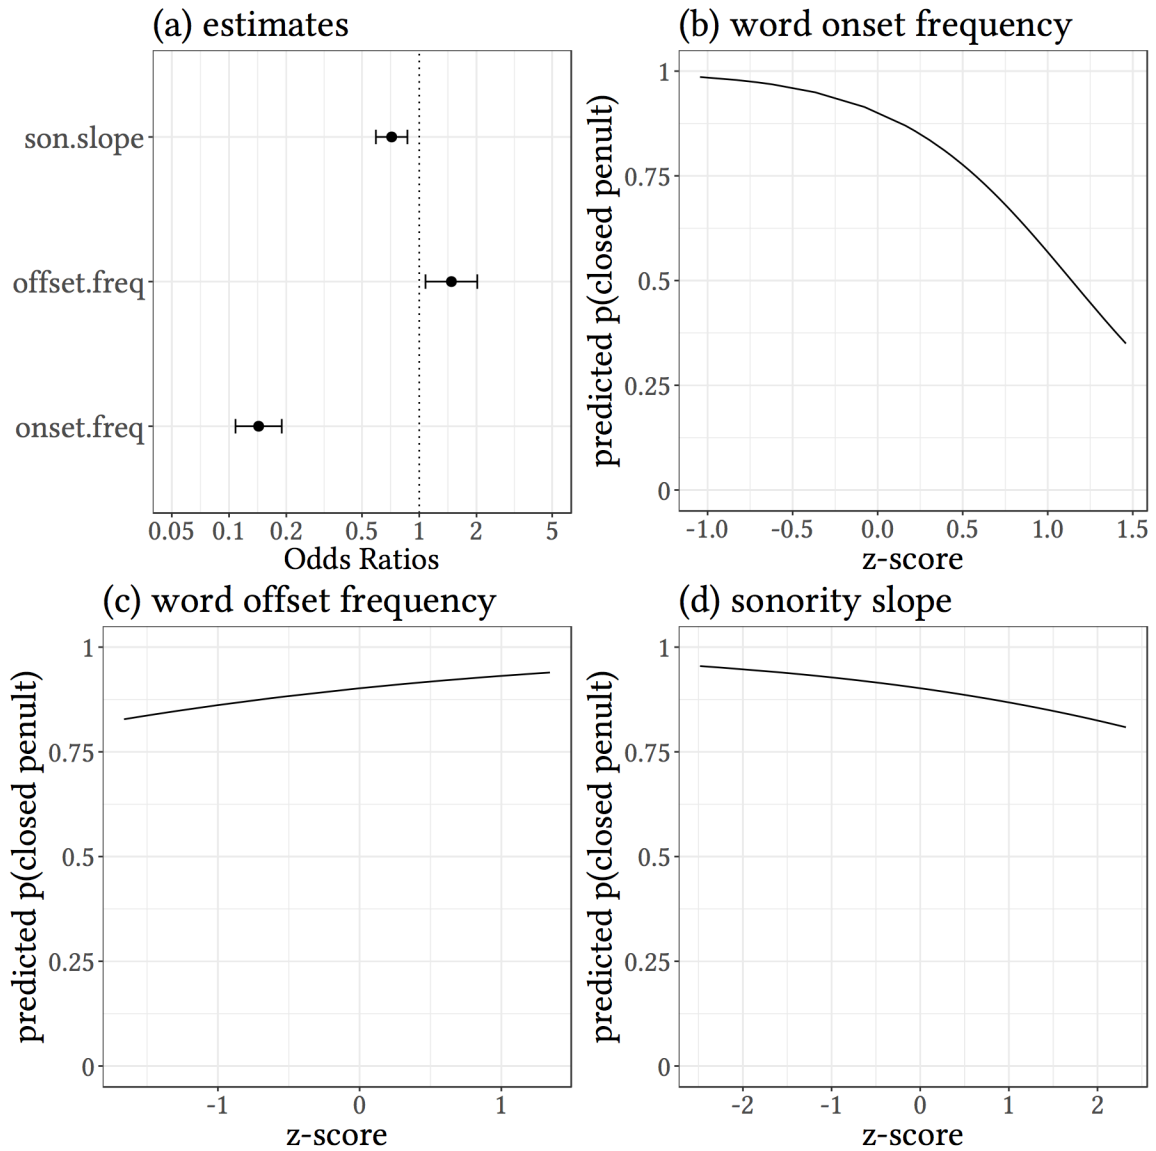 (a) estimates
son.slope
offset.freq
onset.freq
0.05 0.1 0.2 0.5 1 2 5
Odds Ratios
(b) word onset frequency
predicted p(closed penult)
1
0.75
0.5
0.25
0
-1.0 -0.5 0.0 0.5 1.0 1.5
z-score
(c) word offset frequency
predicted p(closed penult)
1
0.75
0.5
0.25
0
-1 0 1
z-score
(d) sonority slope
predicted p(closed penult)
1
0.75
0.5
0.25
0
-2 -1 0 1 2
z-score